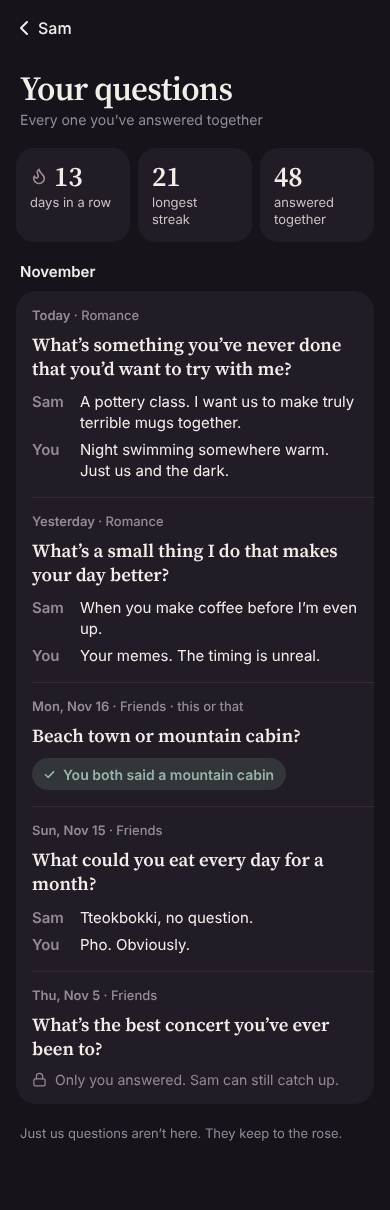 Sam
Your questions
Every one you’ve answered together
13
days in a row
21
longest
streak
48
answered
together
November
Today · Romance
What’s something you’ve never done
that you’d want to try with me?
Sam A pottery class. I want us to make truly
terrible mugs together.
You Night swimming somewhere warm.
Just us and the dark.
Yesterday · Romance
What’s a small thing I do that makes
your day better?
Sam When you make coffee before I’m even
up.
You Your memes. The timing is unreal.
Mon, Nov 16 · Friends · this or that
Beach town or mountain cabin?
You both said a mountain cabin
Sun, Nov 15 · Friends
What could you eat every day for a
month?
Sam Tteokbokki, no question.
You Pho. Obviously.
Thu, Nov 5 · Friends
What’s the best concert you’ve ever
been to?
Only you answered. Sam can still catch up.
Just us questions aren’t here. They keep to the rose.